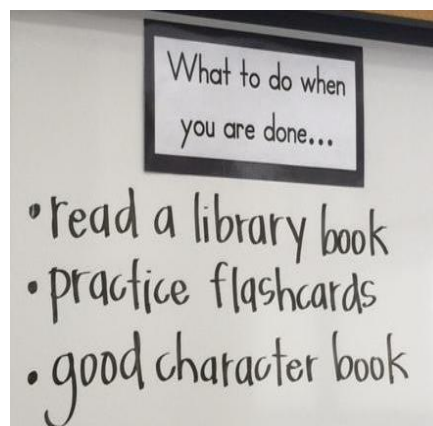 What to do when
you are done...
• read a library book
• practice flashcards
• good character book